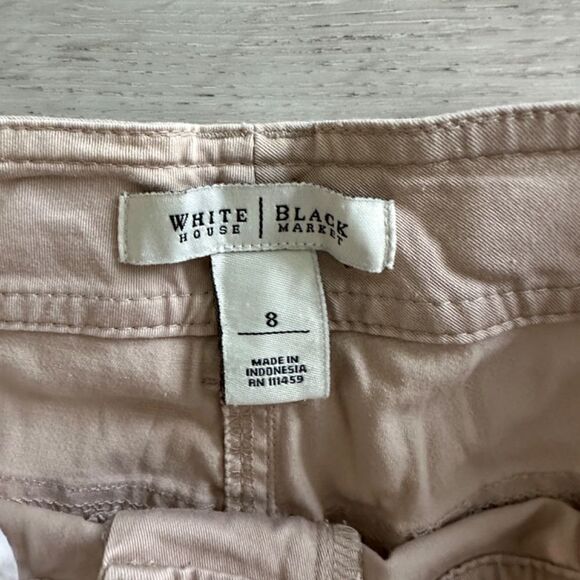 WHITE | BLACK
HOUSE | MARKET
8
MADE IN
INDONESIA
RN 111459